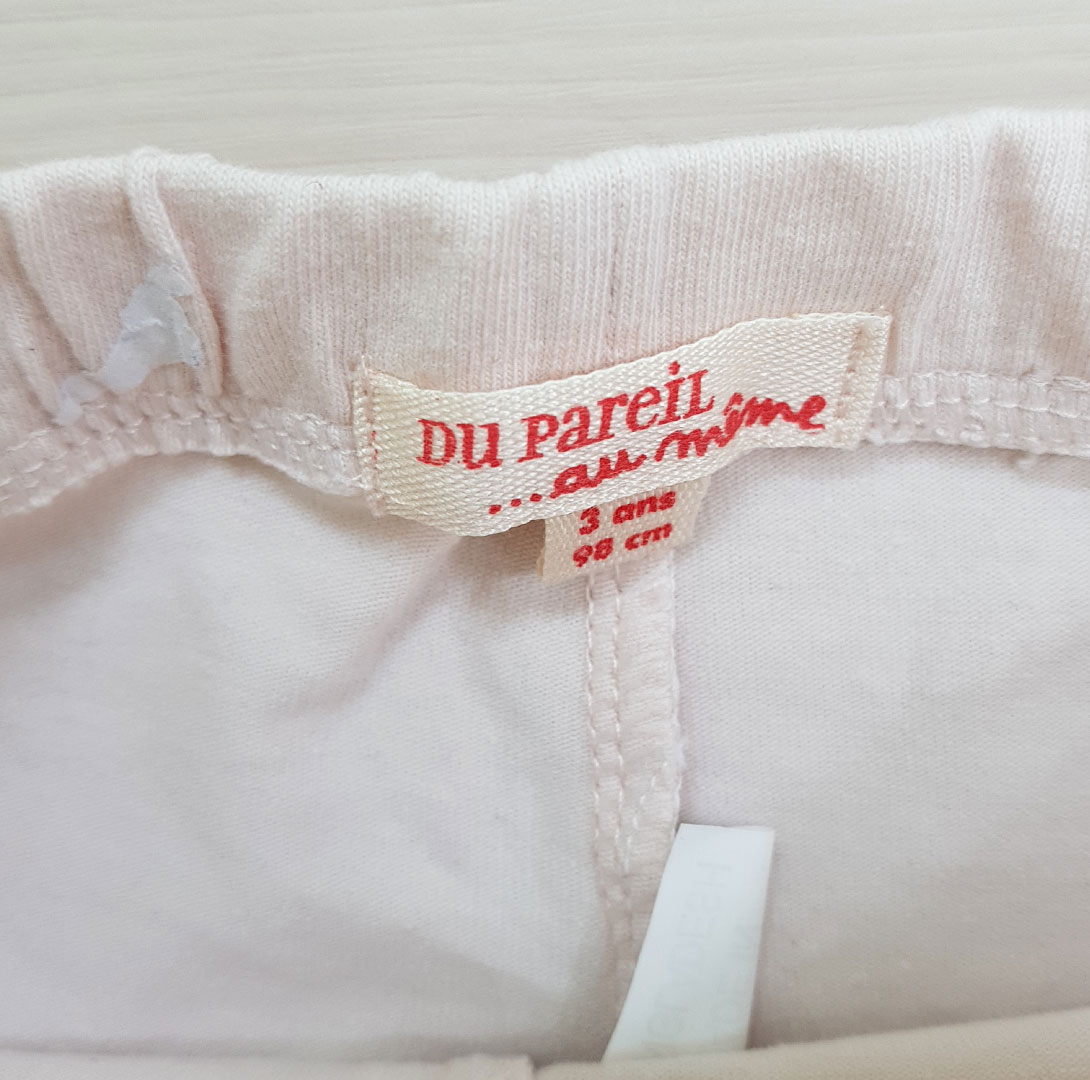 DU PAREIL
...au même
3 ans
98 cm